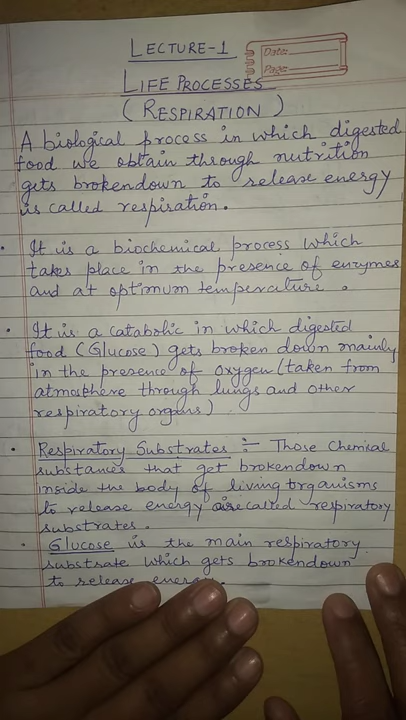 LECTURE-1
Date:
Page:
LIFE PROCESSES
( RESPIRATION )
A biological process in which digested
food we obtain through nutrition
gets brokendown to release energy
is called respiration.
• It is a biochemical process which
takes place in the presence of enzymes
and at optimum temperature .
• It is a catabolic in which digested
food (Glucose) gets broken down mainly
in the presence of oxygen (taken from
atmosphere through lungs and other
respiratory organs)
• Respiratory Substrates :- Those Chemical
substances that get brokendown
inside the body of living organisms
to release energy are called respiratory
substrates .
• Glucose is the main respiratory
substrate which gets brokendown
to release energy.